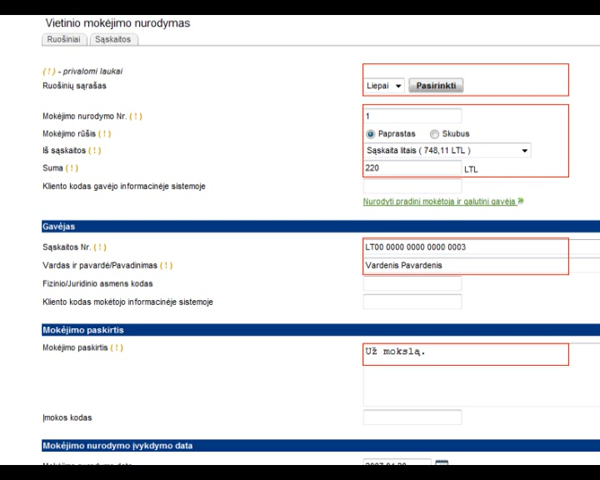 Vietinio mokėjimo nurodymas
Ruošiniai Sąskaitos
( ! ) - privalomi laukai
Ruošinių sąrašas Liepai Pasirinkti
Mokėjimo nurodymo Nr. ( ! ) 1
Mokėjimo rūšis ( ! ) Paprastas Skubus
Iš sąskaitos ( ! ) Sąskaita litais ( 748,11 LTL )
Suma ( ! ) 220 LTL
Kliento kodas gavėjo informacinėje sistemoje
Nurodyti pradinį mokėtoją ir galutinį gavėją »
Gavėjas
Sąskaitos Nr. ( ! ) LT00 0000 0000 0000 0003
Vardas ir pavardė/Pavadinimas ( ! ) Vardenis Pavardenis
Fizinio/Juridinio asmens kodas
Kliento kodas mokėtojo informacinėje sistemoje
Mokėjimo paskirtis
Mokėjimo paskirtis ( ! ) Už mokslą.
Įmokos kodas
Mokėjimo nurodymo įvykdymo data